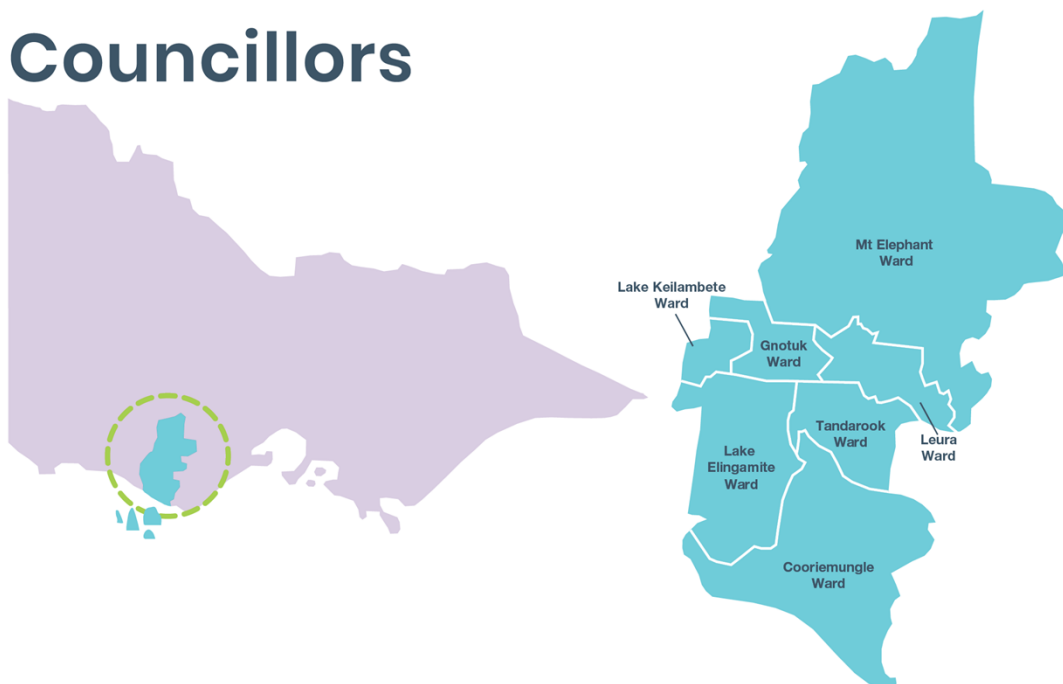 Councillors
Mt Elephant
Ward
Lake Keilambete
Ward
Gnotuk
Ward
Tandarook
Ward
Leura
Ward
Lake
Elingamite
Ward
Cooriemungle
Ward